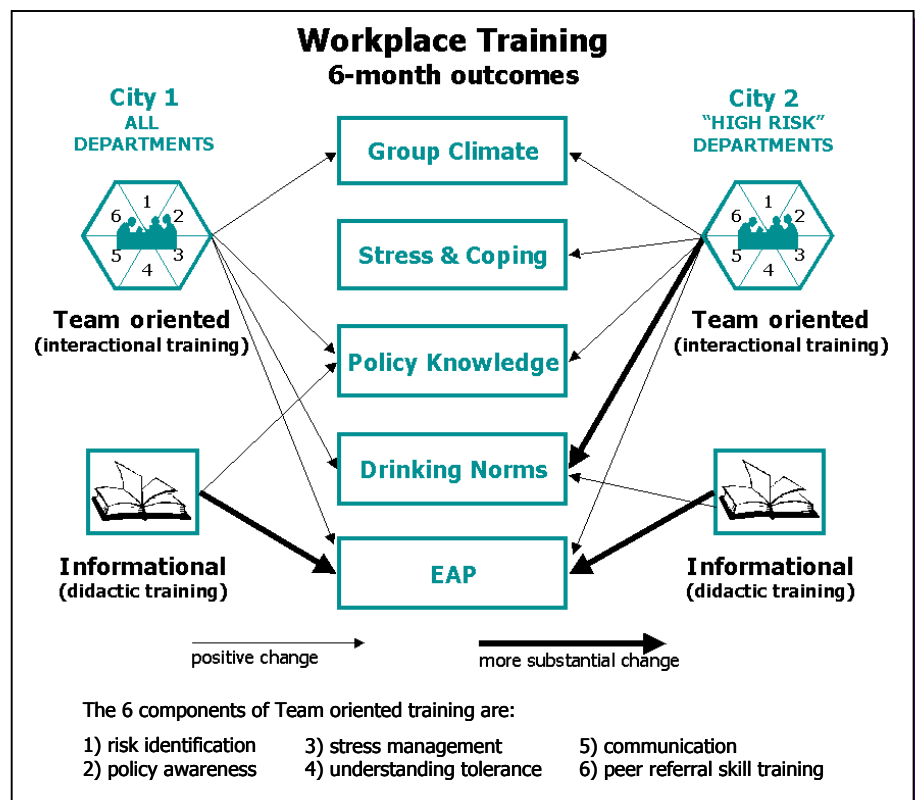 Workplace Training
6-month outcomes
City 1
ALL
DEPARTMENTS
City 2
"HIGH RISK"
DEPARTMENTS
Group Climate
Stress & Coping
Policy Knowledge
Drinking Norms
EAP
1
2
3
4
5
6
Team oriented
(interactional training)
1
2
3
4
5
6
Team oriented
(interactional training)
Informational
(didactic training)
Informational
(didactic training)
positive change
more substantial change
The 6 components of Team oriented training are:
1) risk identification 3) stress management 5) communication
2) policy awareness 4) understanding tolerance 6) peer referral skill training